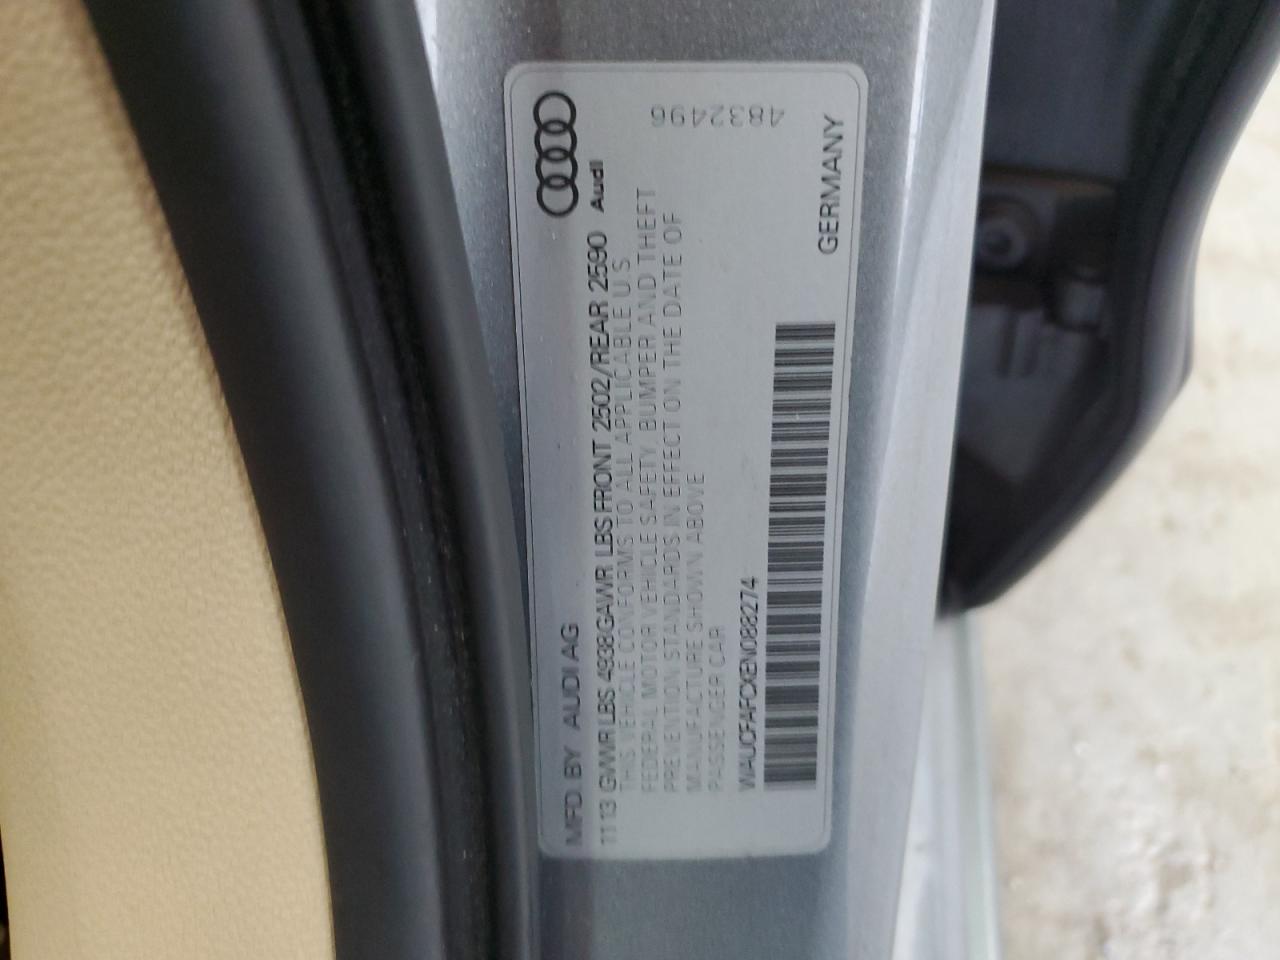 MFD. BY AUDI AG
Audi
11 13 GVWR LBS 4938 GAWR LBS FRONT 2502/REAR 2590
THIS VEHICLE CONFORMS TO ALL APPLICABLE U S
FEDERAL MOTOR VEHICLE SAFETY, BUMPER AND THEFT
PREVENTION STANDARDS IN EFFECT ON THE DATE OF
MANUFACTURE SHOWN ABOVE
PASSENGER CAR
4832496
WAUCFAFCXEN088274
GERMANY